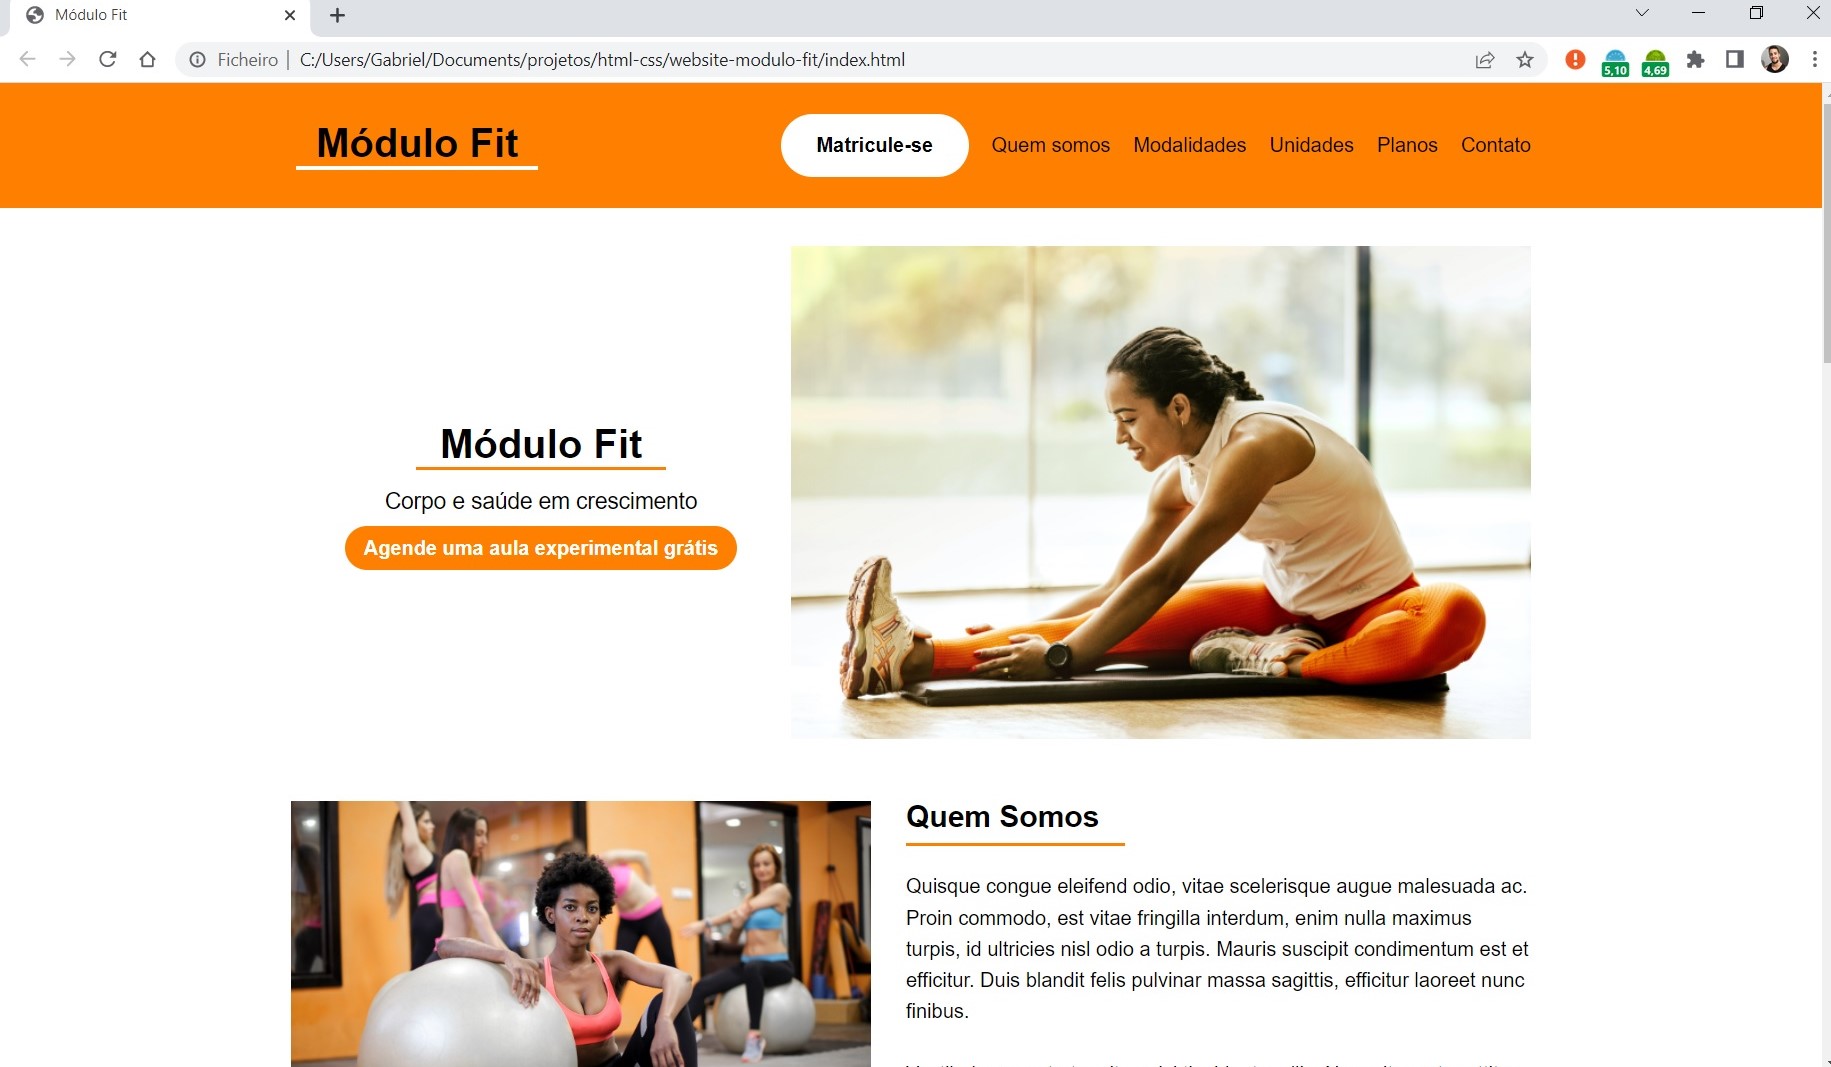 Módulo Fit
Ficheiro | C:/Users/Gabriel/Documents/projetos/html-css/website-modulo-fit/index.html
5,10 4,69
Módulo Fit
Matricule-se Quem somos Modalidades Unidades Planos Contato
Módulo Fit
Corpo e saúde em crescimento
Agende uma aula experimental grátis
Quem Somos
Quisque congue eleifend odio, vitae scelerisque augue malesuada ac.
Proin commodo, est vitae fringilla interdum, enim nulla maximus
turpis, id ultricies nisl odio a turpis. Mauris suscipit condimentum est et
efficitur. Duis blandit felis pulvinar massa sagittis, efficitur laoreet nunc
finibus.